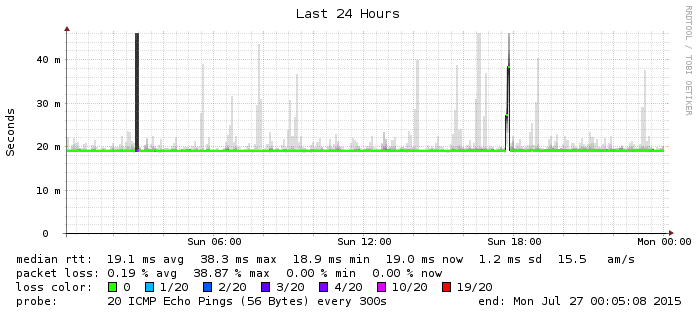 Last 24 Hours
RRDTOOL / TOBI OETIKER
Seconds
40 m
30 m
20 m
10 m
0
Sun 06:00 Sun 12:00 Sun 18:00 Mon 00:00
median rtt: 19.1 ms avg 38.3 ms max 18.9 ms min 19.0 ms now 1.2 ms sd 15.5 am/s
packet loss: 0.19 % avg 38.87 % max 0.00 % min 0.00 % now
loss color: 0 1/20 2/20 3/20 4/20 10/20 19/20
probe: 20 ICMP Echo Pings (56 Bytes) every 300s end: Mon Jul 27 00:05:08 2015